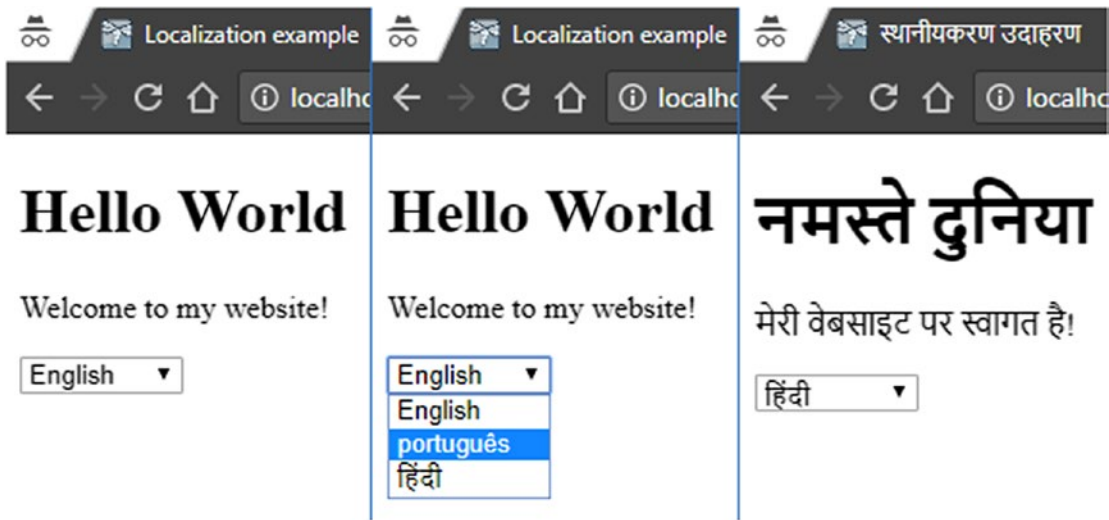 Localization example
localho
Hello World
Welcome to my website!
English
Localization example
localho
Hello World
Welcome to my website!
English
English
português
हिंदी
स्थानीयकरण उदाहरण
localho
नमस्ते दुनिया
मेरी वेबसाइट पर स्वागत है!
हिंदी